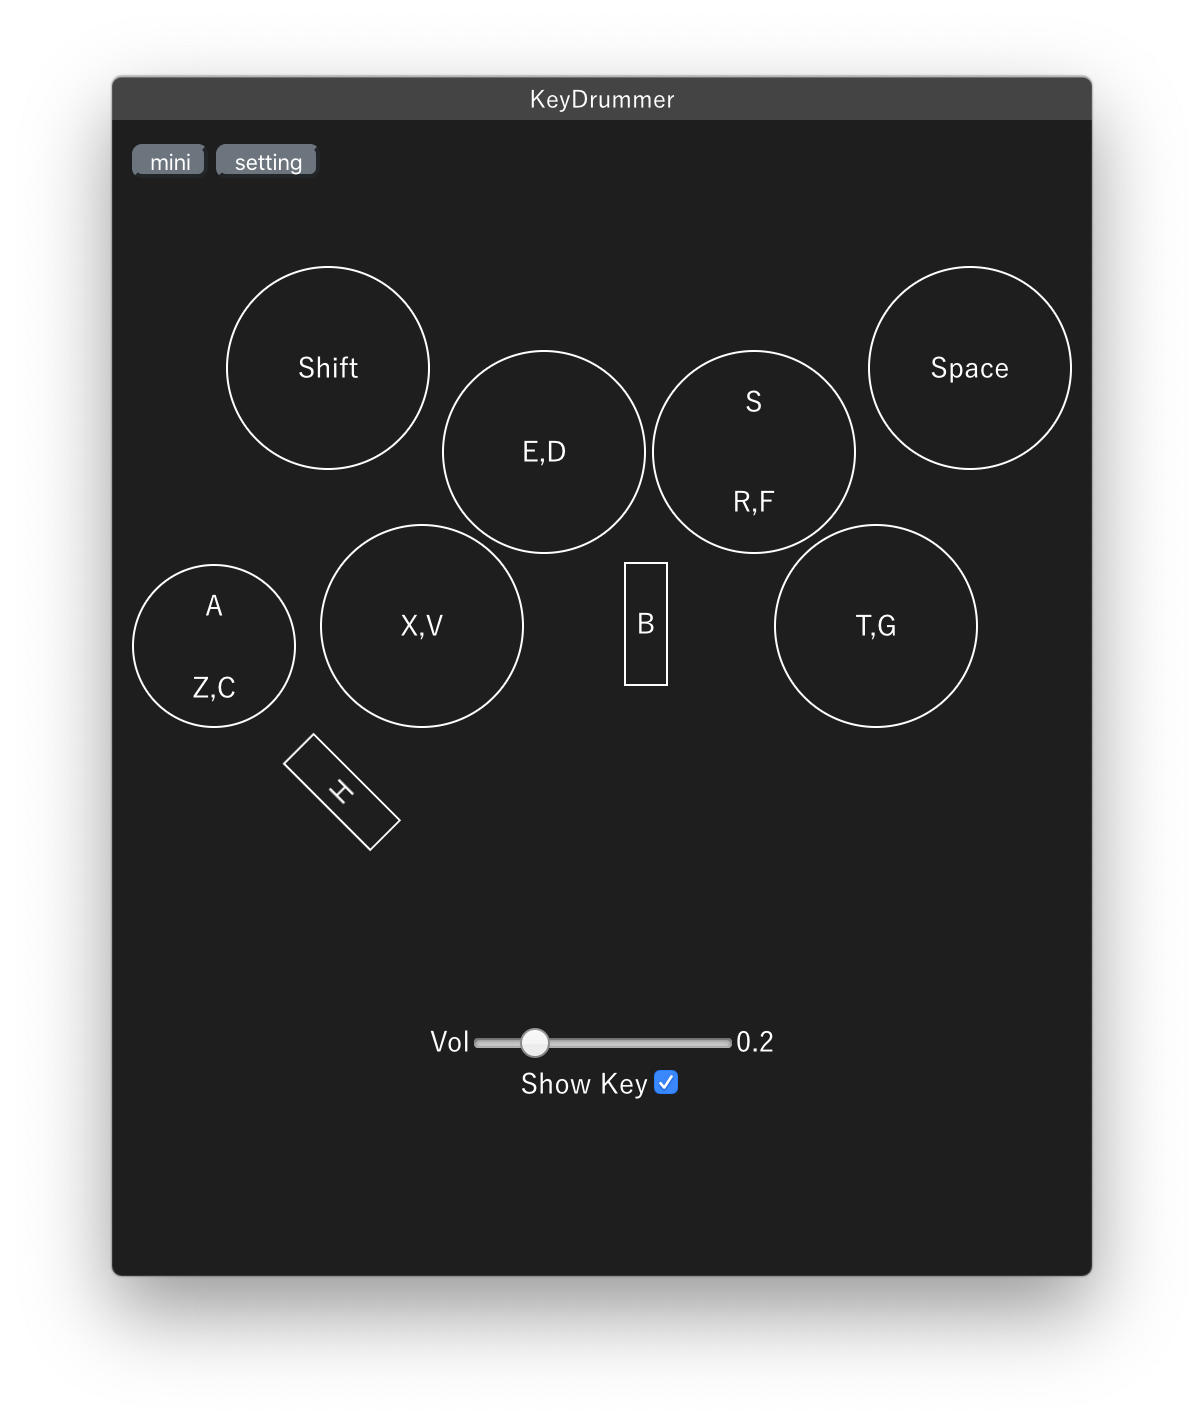 KeyDrummer
mini
setting
Shift
Space
E,D
S
R,F
A
Z,C
X,V
B
T,G
H
Vol
0.2
Show Key